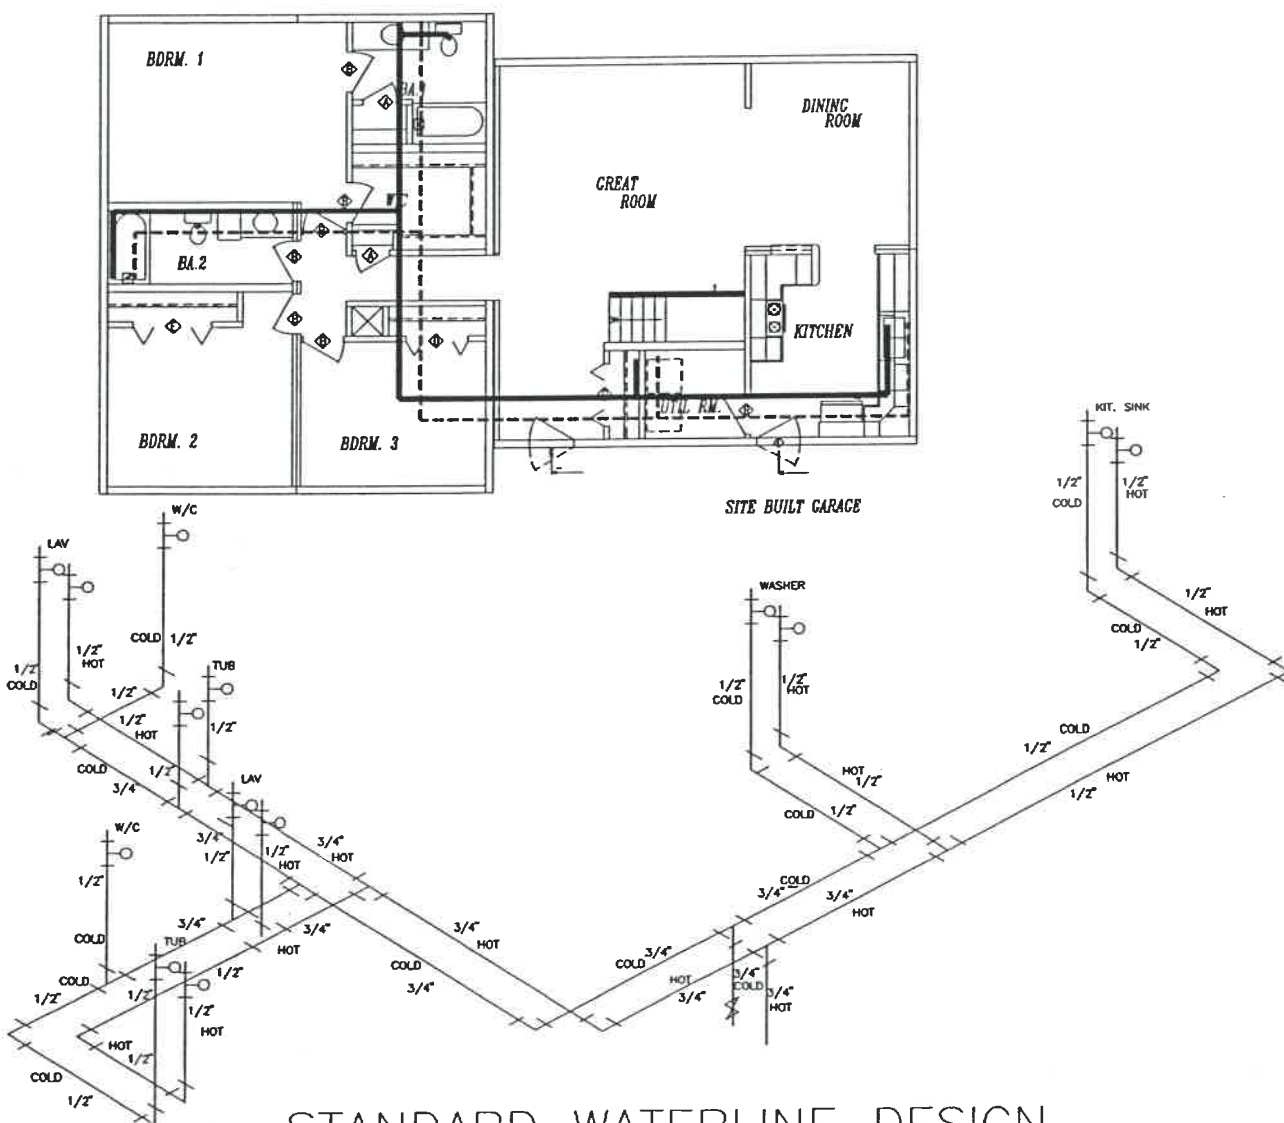 BDRM. 1
BA.
DINING
ROOM
GREAT
ROOM
BA.2
KITCHEN
UTIL RM.
BDRM. 2
BDRM. 3
SITE BUILT GARAGE
KIT. SINK
1/2"
COLD
1/2"
HOT
1/2"
HOT
COLD
1/2"
W/C
LAV
COLD
1/2"
1/2"
HOT
1/2"
COLD
1/2"
1/2"
HOT
TUB
1/2"
1/2"
COLD
3/4"
WASHER
1/2"
COLD
1/2"
HOT
HOT
1/2"
COLD
1/2"
COLD
1/2"
HOT
1/2"
LAV
3/4"
1/2"
1/2"
HOT
3/4"
HOT
W/C
1/2"
COLD
3/4"
3/4"
HOT
TUB
1/2"
COLD
1/2"
1/2"
1/2"
HOT
HOT
1/2"
COLD
1/2"
3/4"
HOT
COLD
3/4"
COLD
3/4"
HOT
3/4"
COLD
3/4"
3/4"
HOT
3/4"
COLD
3/4"
HOT
STANDARD WATERLINE DESIGN